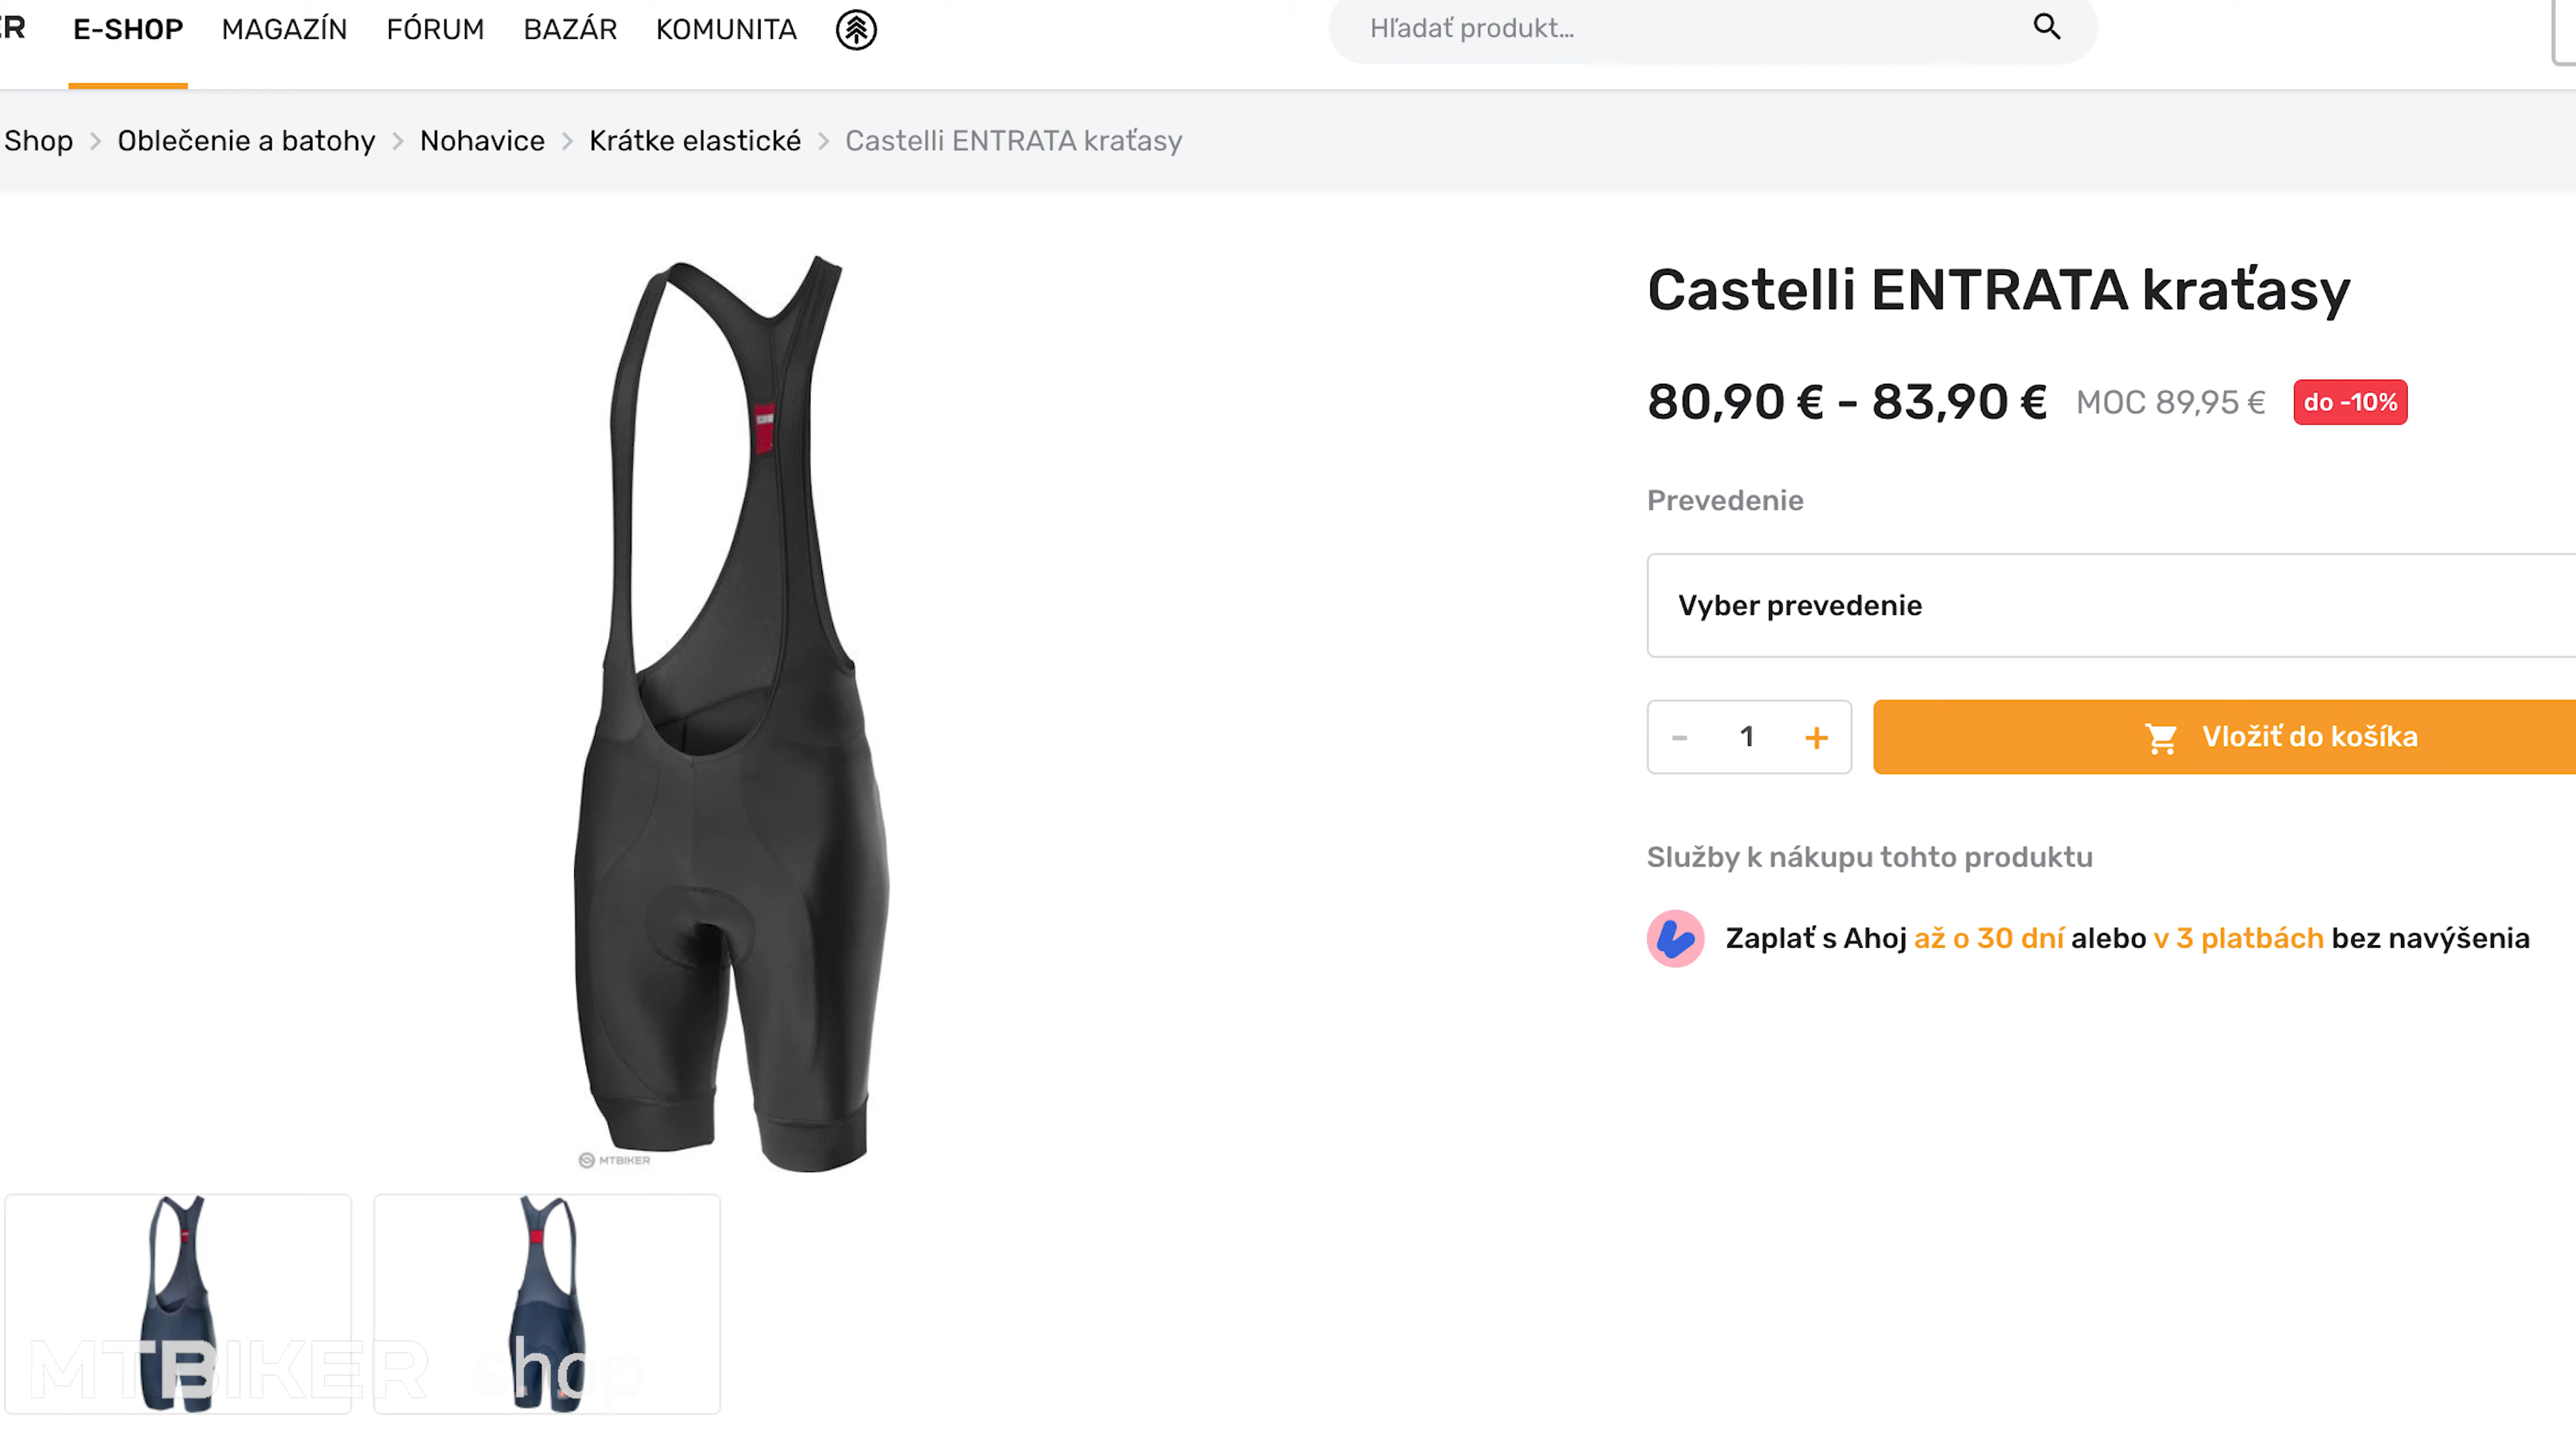 ER E-SHOP MAGAZÍN FÓRUM BAZÁR KOMUNITA Hľadať produkt...
Shop > Oblečenie a batohy > Nohavice > Krátke elastické > Castelli ENTRATA kraťasy
Castelli ENTRATA kraťasy
80,90 € - 83,90 € MOC 89,95 € do -10%
Prevedenie
Vyber prevedenie
- 1 + Vložiť do košíka
Služby k nákupu tohto produktu
Zaplať s Ahoj až o 30 dní alebo v 3 platbách bez navýšenia
MTBIKER
MTBIKER shop